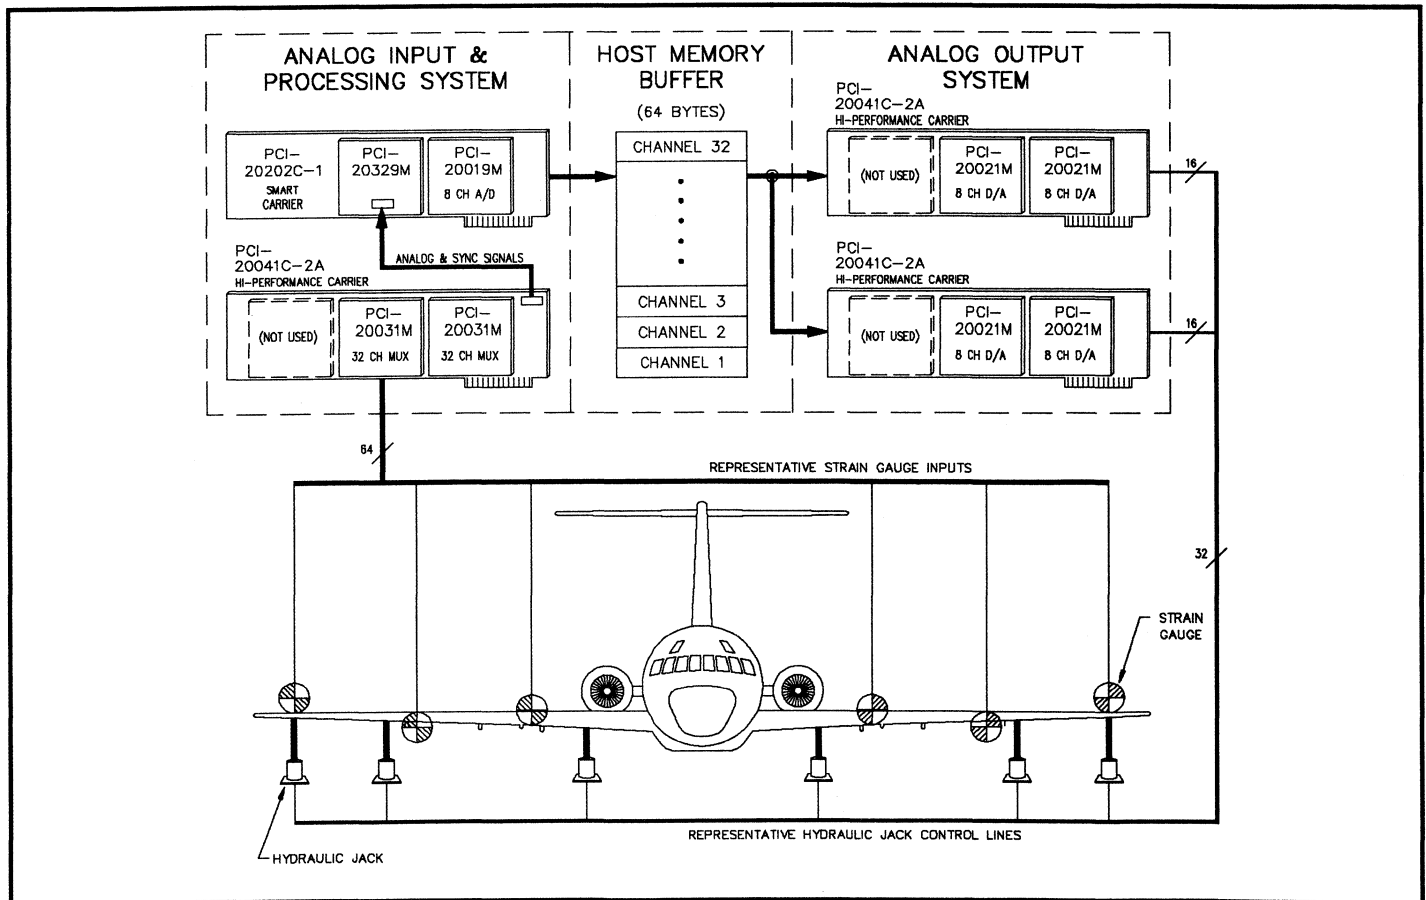 ANALOG INPUT &
PROCESSING SYSTEM
PCI-
20202C-1
SMART
CARRIER
PCI-
20329M
PCI-
20019M
8 CH A/D
ANALOG & SYNC SIGNALS
PCI-
20041C-2A
HI-PERFORMANCE CARRIER
(NOT USED)
PCI-
20031M
32 CH MUX
PCI-
20031M
32 CH MUX
HOST MEMORY
BUFFER
(64 BYTES)
CHANNEL 32
CHANNEL 3
CHANNEL 2
CHANNEL 1
ANALOG OUTPUT
SYSTEM
PCI-
20041C-2A
HI-PERFORMANCE CARRIER
(NOT USED)
PCI-
20021M
8 CH D/A
PCI-
20021M
8 CH D/A
16
PCI-
20041C-2A
HI-PERFORMANCE CARRIER
(NOT USED)
PCI-
20021M
8 CH D/A
PCI-
20021M
8 CH D/A
16
64
REPRESENTATIVE STRAIN GAUGE INPUTS
32
STRAIN
GAUGE
REPRESENTATIVE HYDRAULIC JACK CONTROL LINES
HYDRAULIC JACK